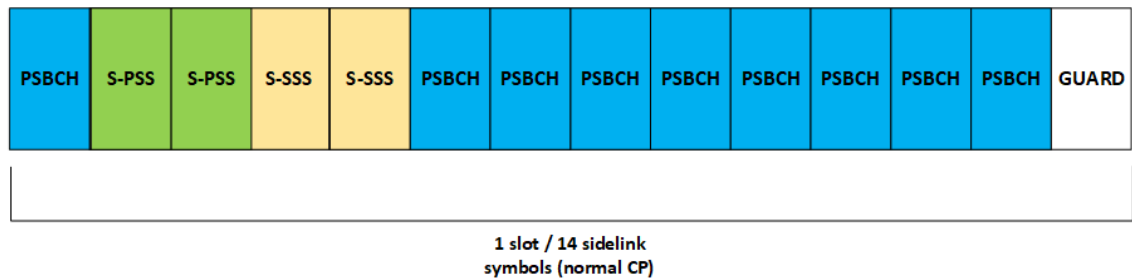 PSBCH S-PSS S-PSS S-SSS S-SSS PSBCH PSBCH PSBCH PSBCH PSBCH PSBCH PSBCH PSBCH GUARD
1 slot / 14 sidelink
symbols (normal CP)